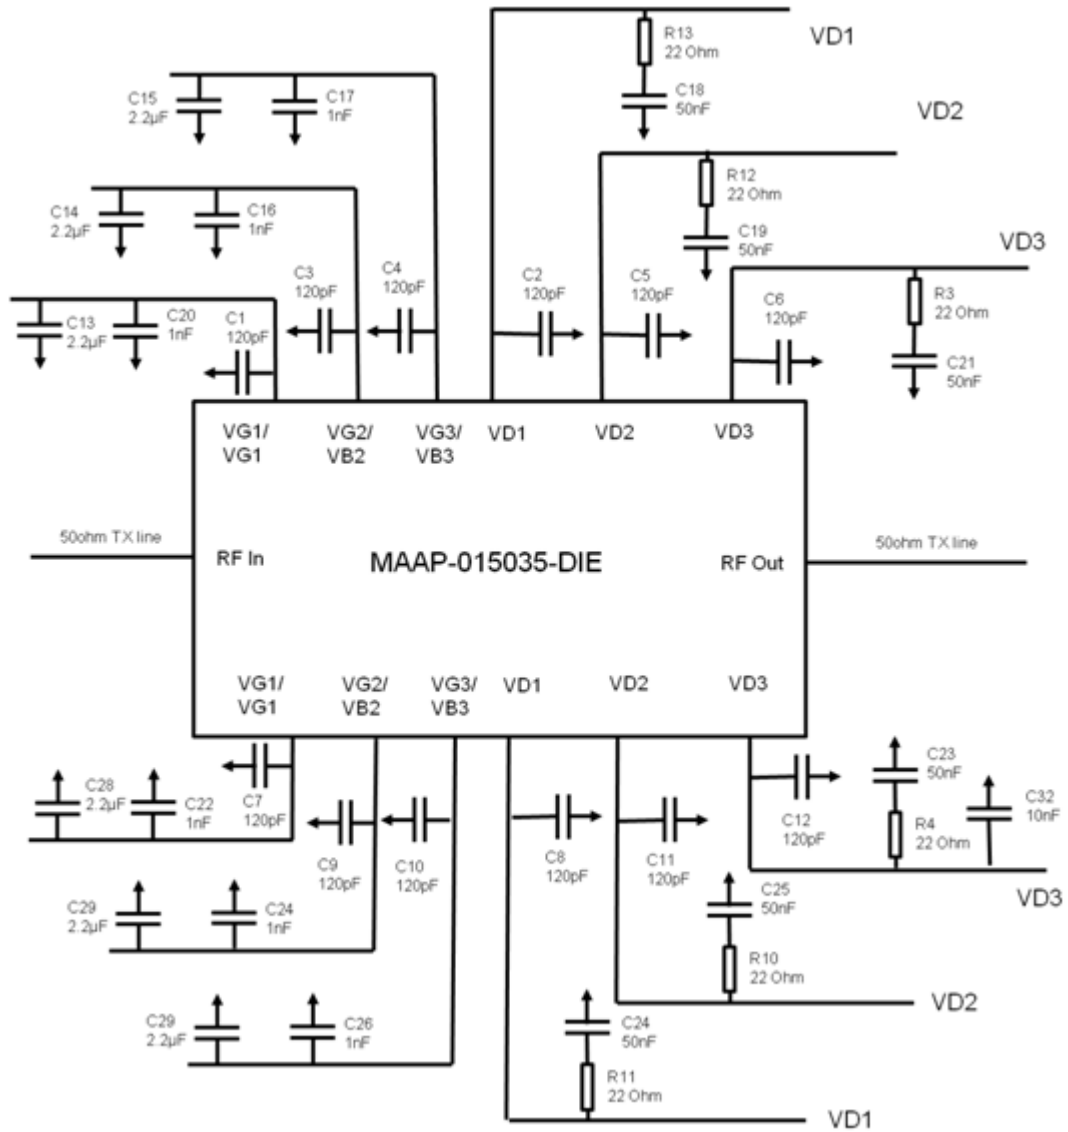 R13
22 Ohm
VD1
C15
2.2µF
C17
1nF
C18
50nF
VD2
R12
22 Ohm
C14
2.2µF
C16
1nF
C19
50nF
VD3
C3
120pF
C4
120pF
C2
120pF
C5
120pF
C6
120pF
R3
22 Ohm
C13
2.2µF
C20
1nF
C1
120pF
C21
50nF
VG1/
VG1
VG2/
VB2
VG3/
VB3
VD1
VD2
VD3
50ohm TX line
RF In
MAAP-015035-DIE
RF Out
50ohm TX line
VG1/
VG1
VG2/
VB2
VG3/
VB3
VD1
VD2
VD3
C28
2.2µF
C22
1nF
C7
120pF
C9
120pF
C10
120pF
C8
120pF
C11
120pF
C12
120pF
C23
50nF
R4
22 Ohm
C32
10nF
VD3
C29
2.2µF
C24
1nF
C25
50nF
R10
22 Ohm
VD2
C29
2.2µF
C26
1nF
C24
50nF
R11
22 Ohm
VD1